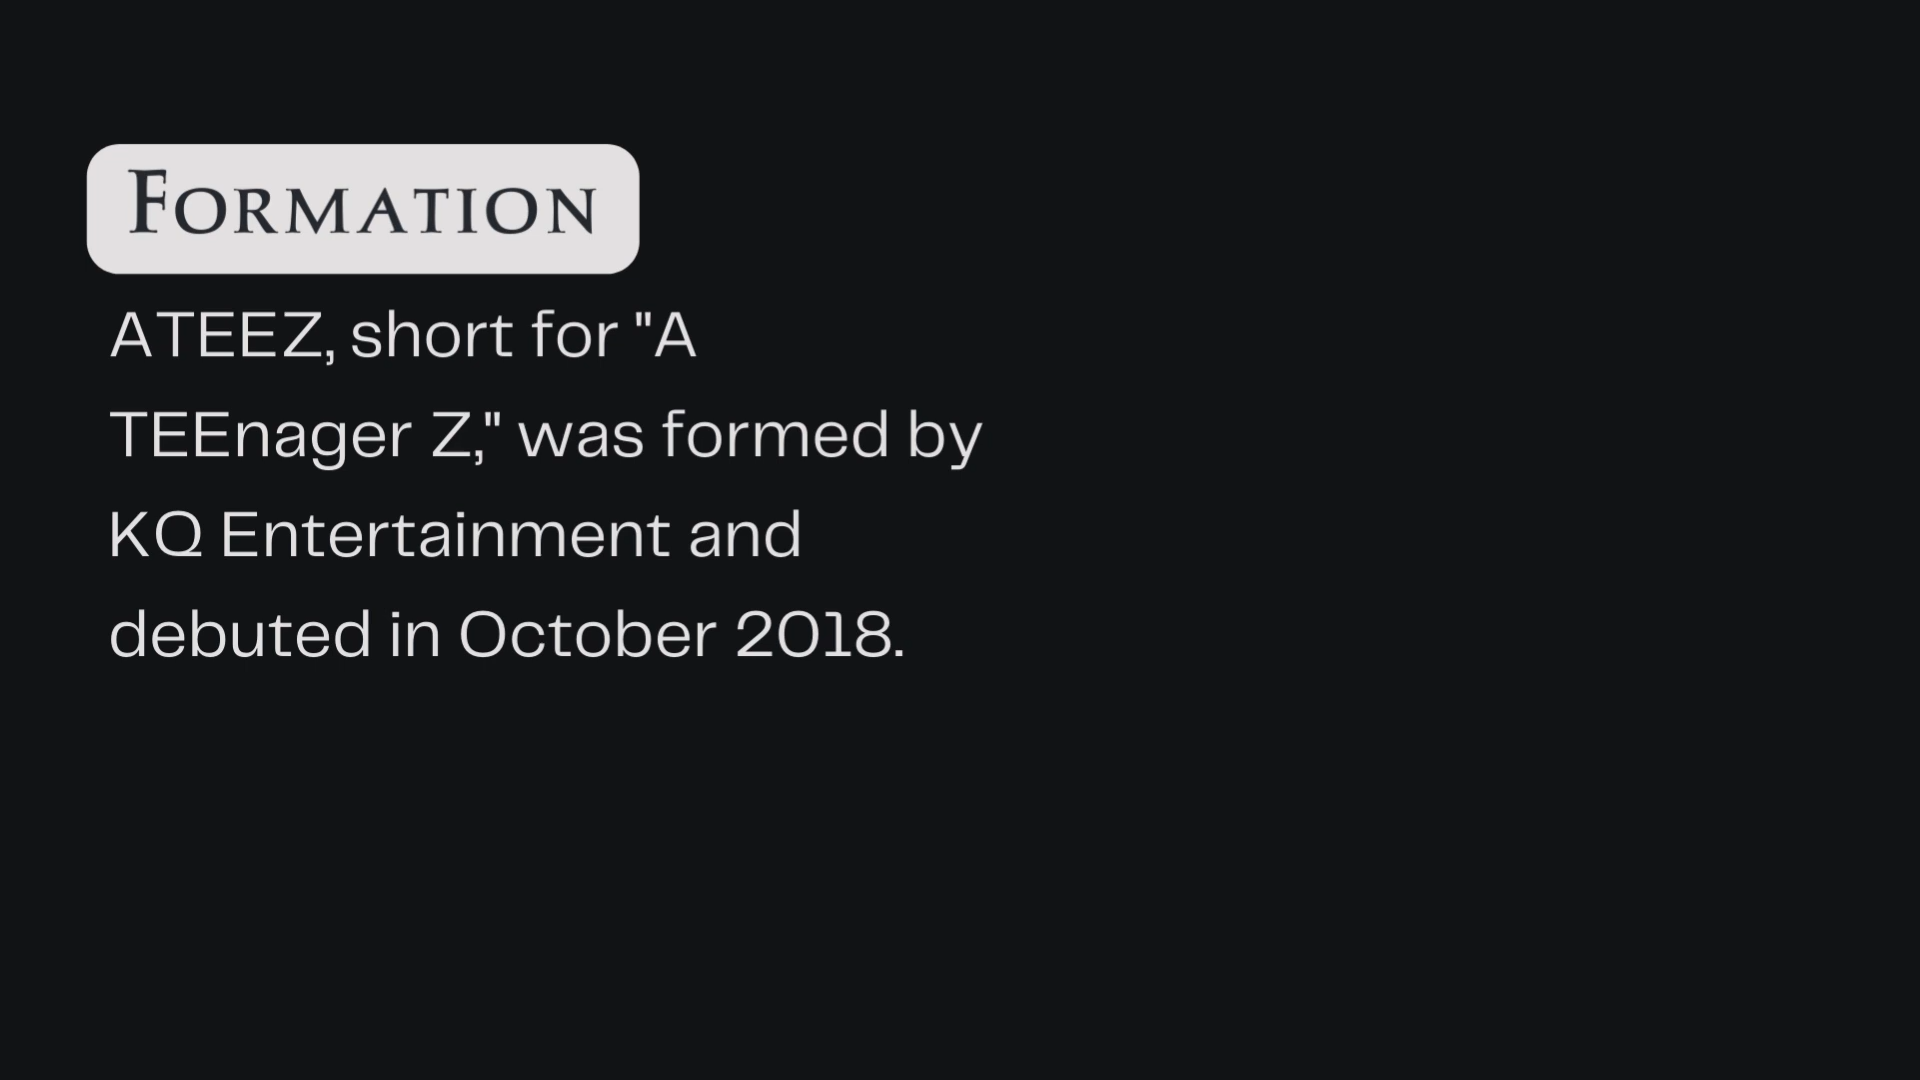 Formation
ATEEZ, short for "A
TEEnager Z," was formed by
KQ Entertainment and
debuted in October 2018.